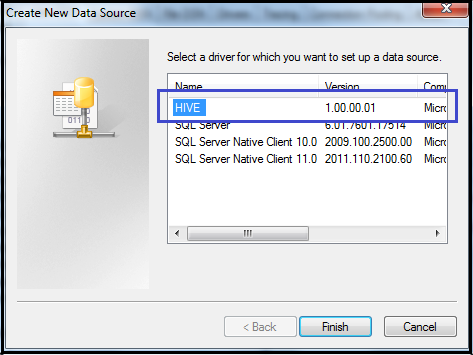 Create New Data Source
Select a driver for which you want to set up a data source.
Name Version Com
HIVE 1.00.00.01 Micro
SQL Server 6.01.7601.17514 Micro
SQL Server Native Client 10.0 2009.100.2500.00 Micro
SQL Server Native Client 11.0 2011.110.2100.60 Micro
< Back Finish Cancel